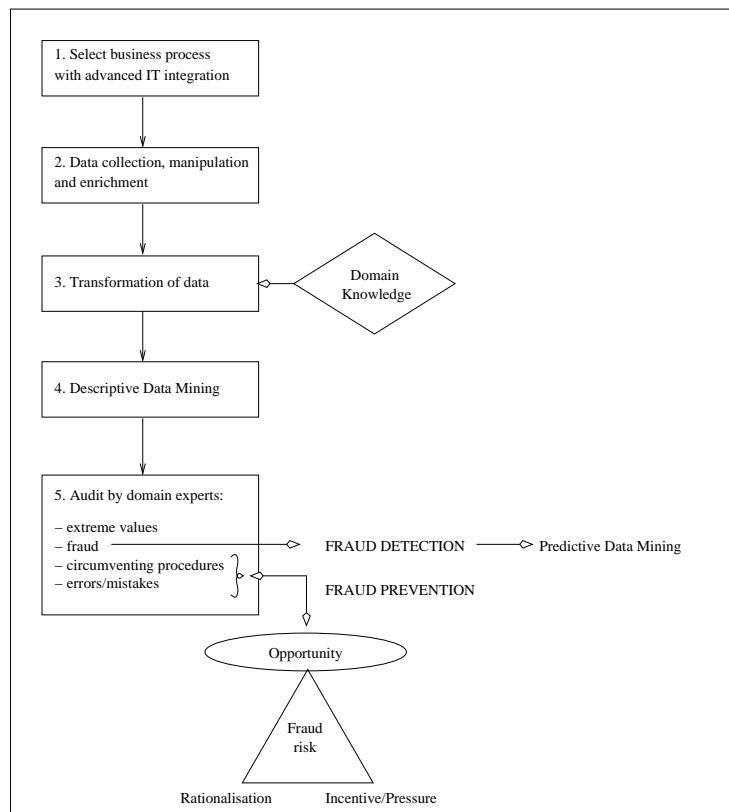 1. Select business process
with advanced IT integration
2. Data collection, manipulation
and enrichment
3. Transformation of data
Domain
Knowledge
4. Descriptive Data Mining
5. Audit by domain experts:
– extreme values
– fraud
FRAUD DETECTION
Predictive Data Mining
– circumventing procedures
– errors/mistakes
FRAUD PREVENTION
Opportunity
Fraud
risk
Rationalisation
Incentive/Pressure